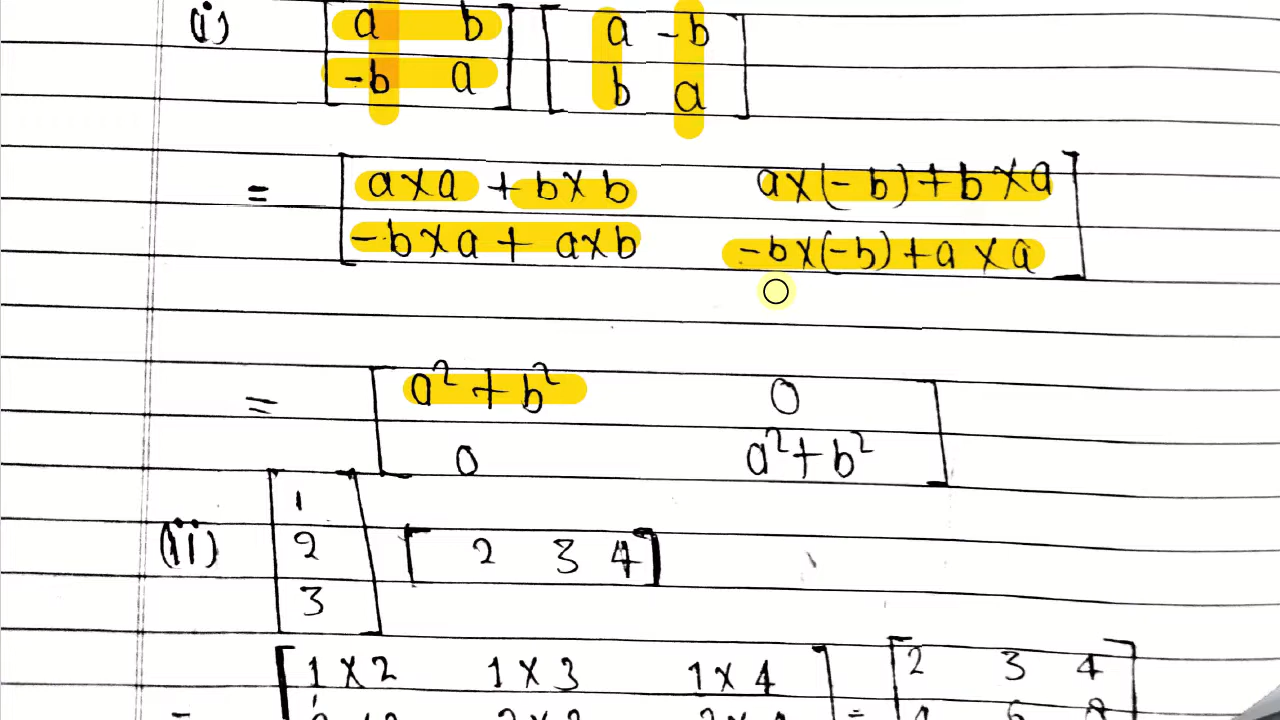 (i) [a b] [a -b]
[-b a] [b a]
= [a×a + b×b a×(-b)+b×a]
[-b×a + a×b -b×(-b)+a×a]
= [a²+b² 0]
[0 a²+b²]
1
(ii) 2 [2 3 4]
3
[1×2 1×3 1×4] [2 3 4]
= =